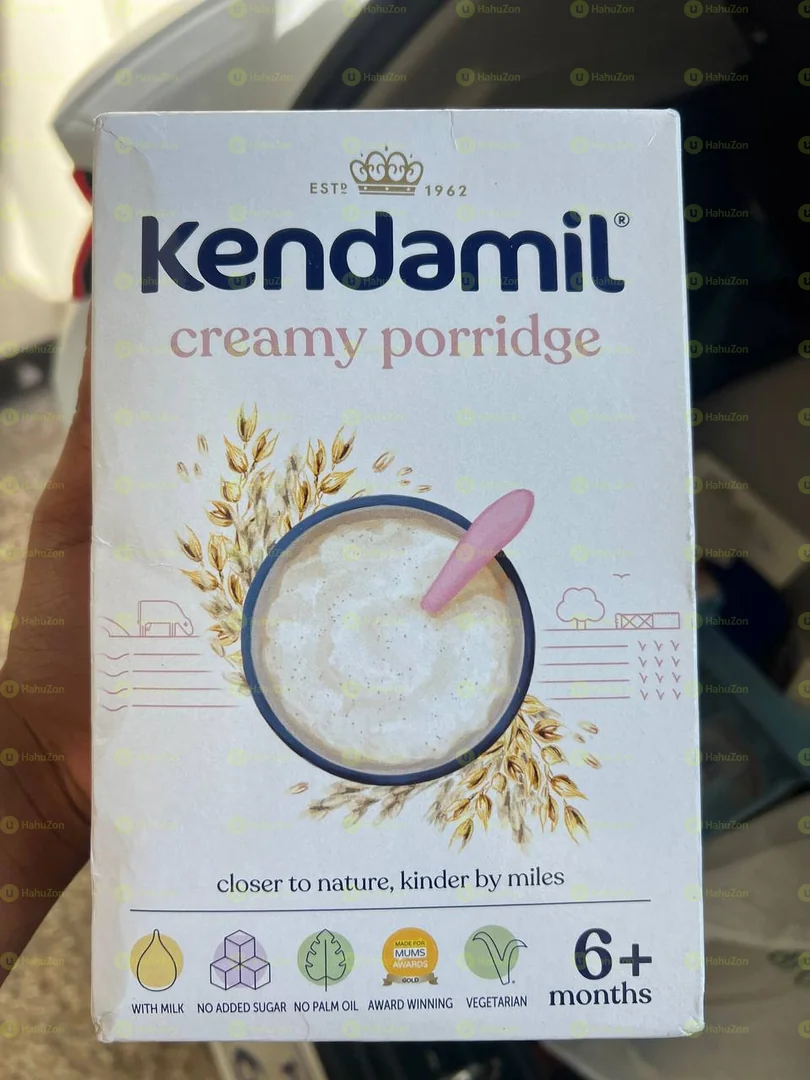 ESTD 1962
Kendamil®
creamy porridge
closer to nature, kinder by miles
WITH MILK
NO ADDED SUGAR
NO PALM OIL
MADE FOR
MUMS
AWARDS
GOLD
AWARD WINNING
VEGETARIAN
6+
months
HahuZon